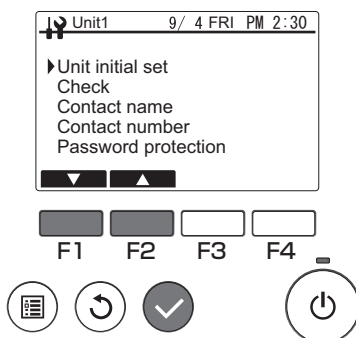 Unit1 9/ 4 FRI PM 2:30
Unit initial set
Check
Contact name
Contact number
Password protection
F1 F2 F3 F4